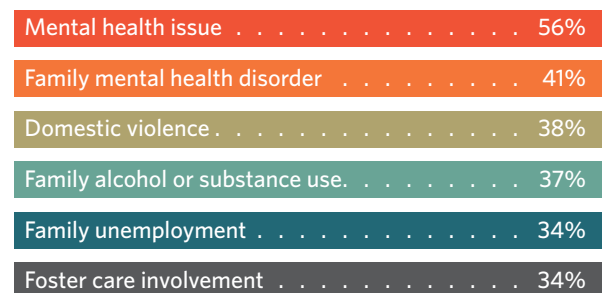 Mental health issue . . . . . . . . . . . . . 56%
Family mental health disorder . . . . . . . . . 41%
Domestic violence . . . . . . . . . . . . . . 38%
Family alcohol or substance use. . . . . . . . . 37%
Family unemployment . . . . . . . . . . . . 34%
Foster care involvement . . . . . . . . . . . 34%